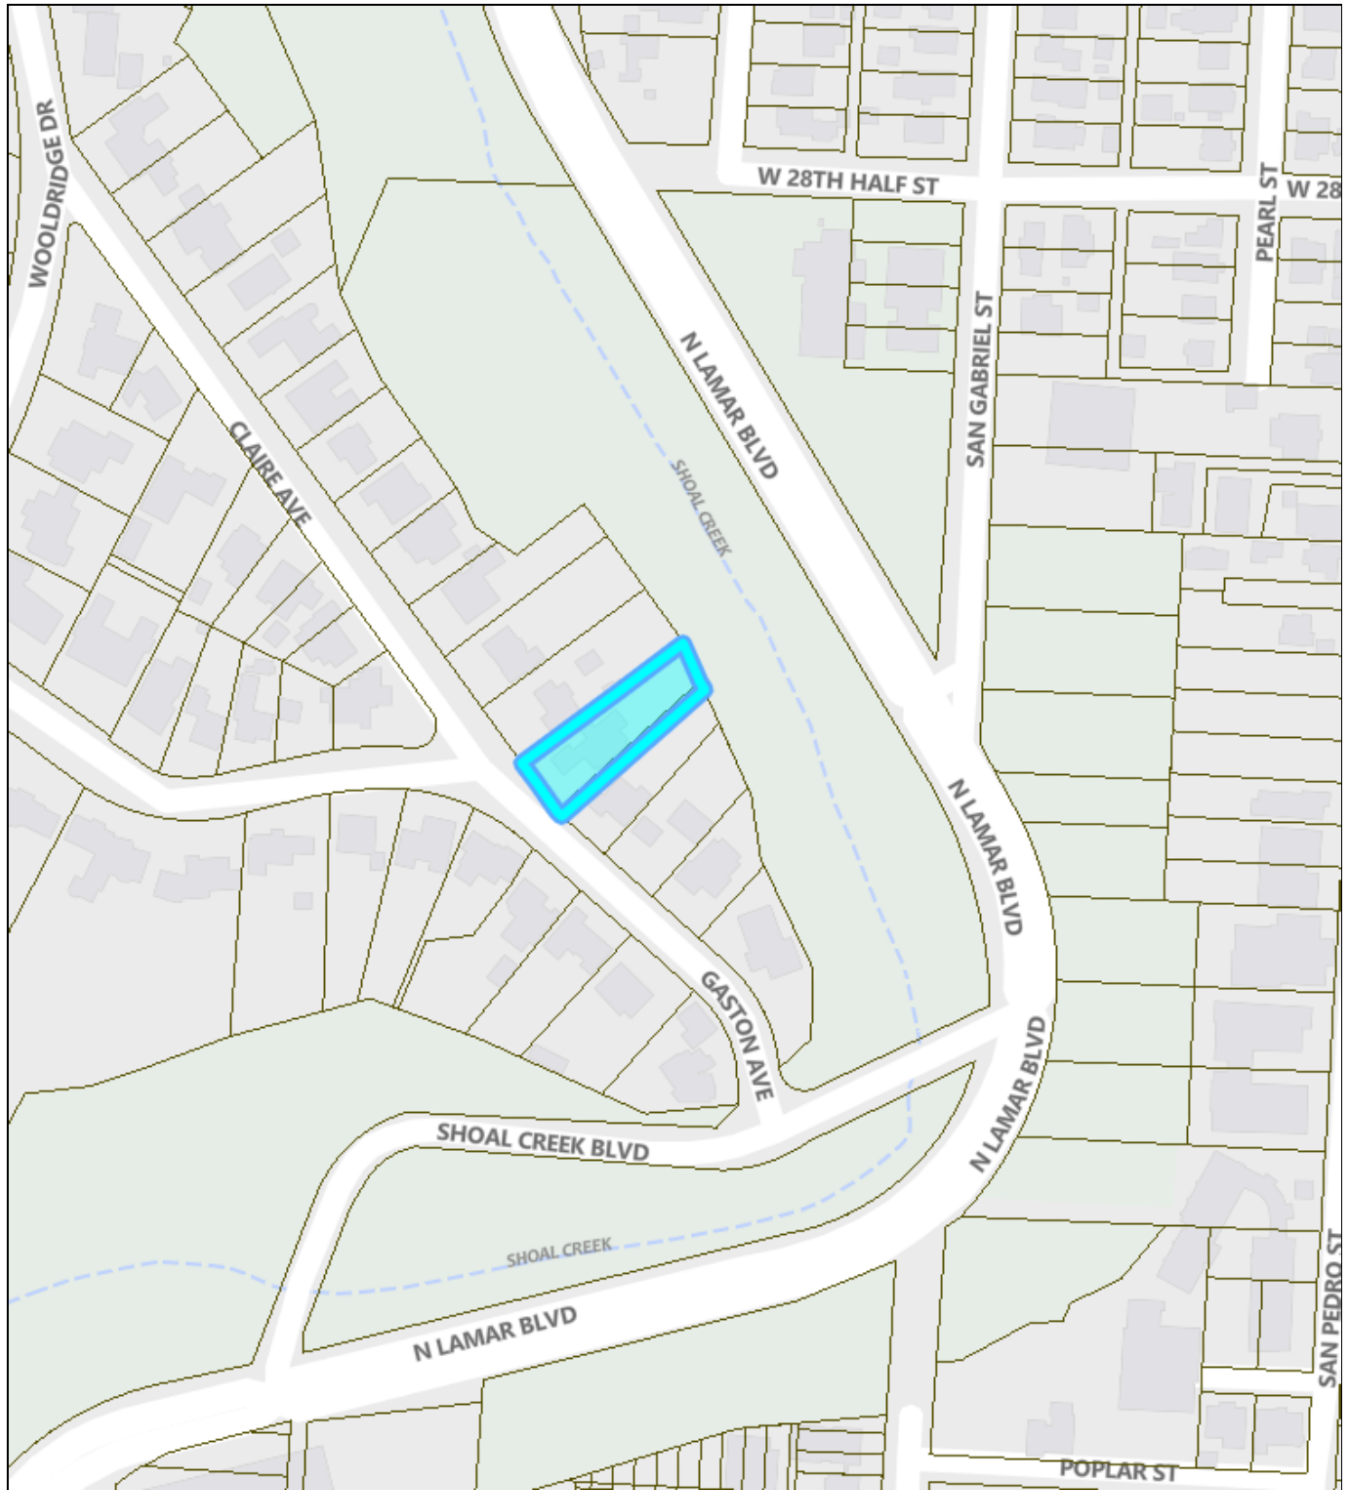 WOOLDRIDGE DR
W 28TH HALF ST
W 28
PEARL ST
N LAMAR BLVD
SAN GABRIEL ST
CLAIRE AVE
SHOAL CREEK
N LAMAR BLVD
GASTON AVE
N LAMAR BLVD
SHOAL CREEK BLVD
SHOAL CREEK
N LAMAR BLVD
SAN PEDRO ST
POPLAR ST